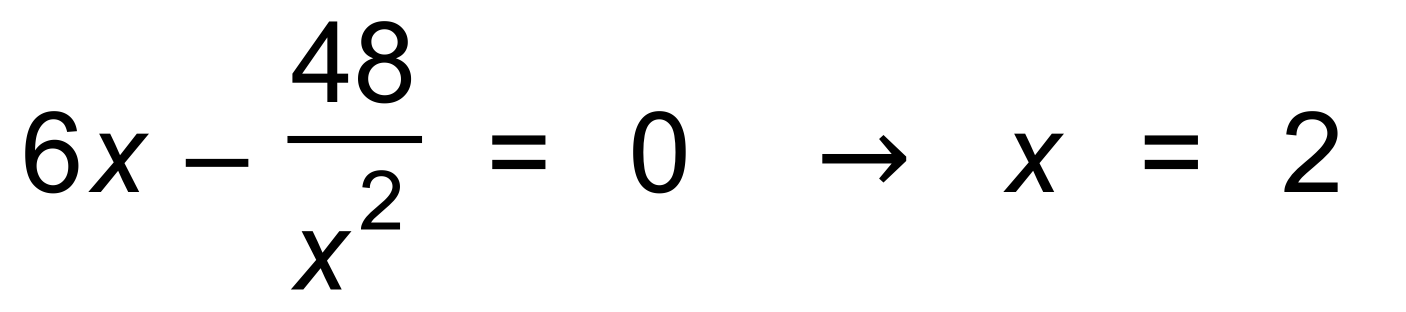 6x – 48/x² = 0 → x = 2